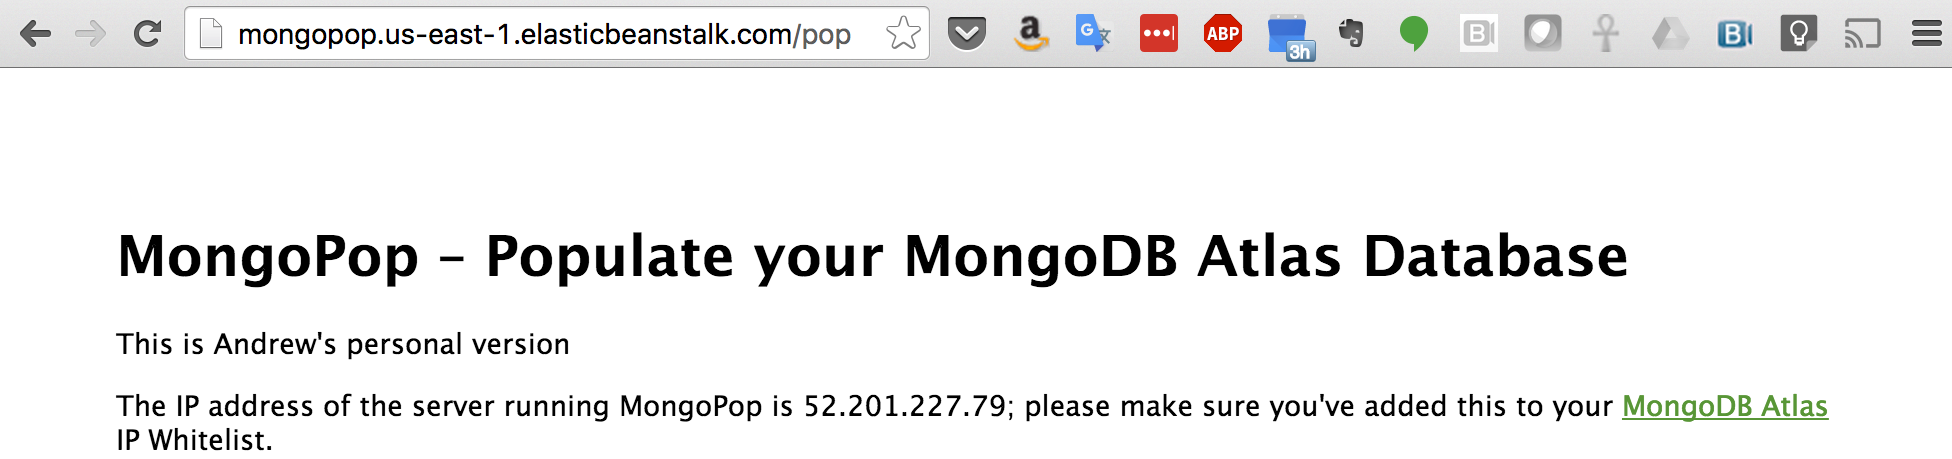 mongopop.us-east-1.elasticbeanstalk.com/pop
ABP
3h
MongoPop – Populate your MongoDB Atlas Database
This is Andrew's personal version
The IP address of the server running MongoPop is 52.201.227.79; please make sure you've added this to your MongoDB Atlas
IP Whitelist.